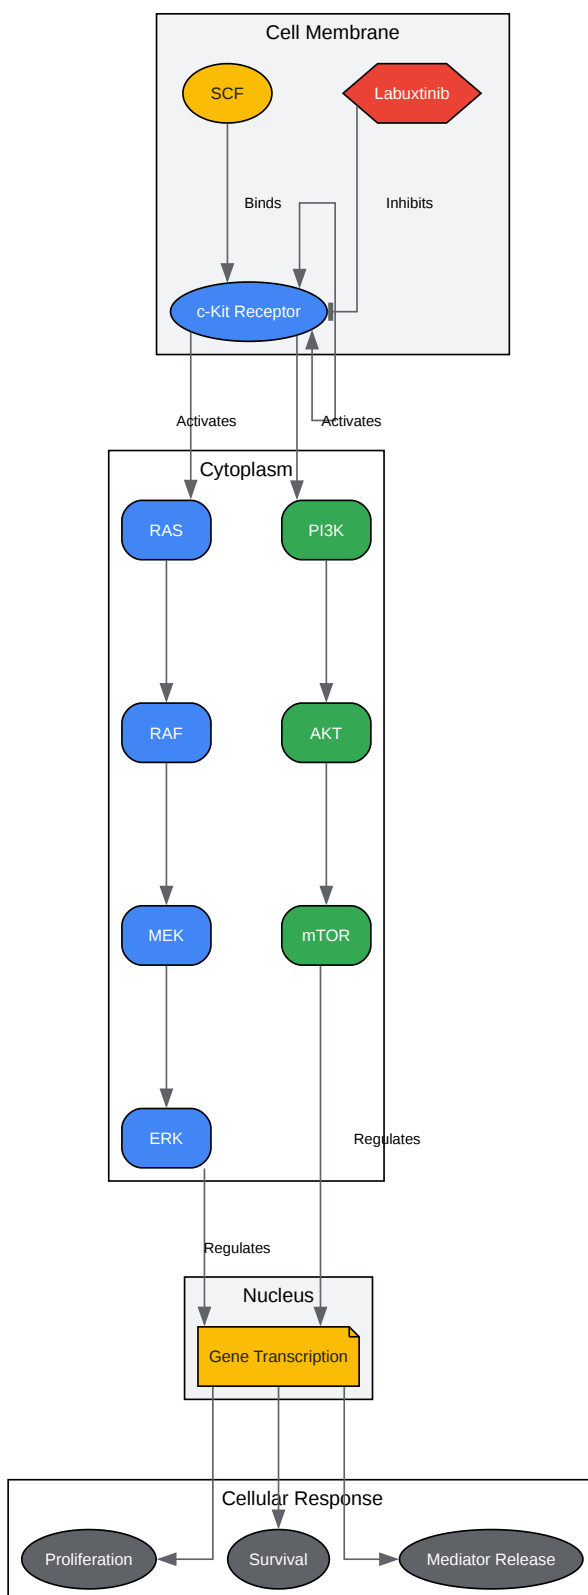 Cell Membrane
SCF
Labuxtinib
Binds
Inhibits
c-Kit Receptor
Activates
Activates
Cytoplasm
RAS
PI3K
RAF
AKT
MEK
mTOR
ERK
Regulates
Regulates
Nucleus
Gene Transcription
Cellular Response
Proliferation
Survival
Mediator Release